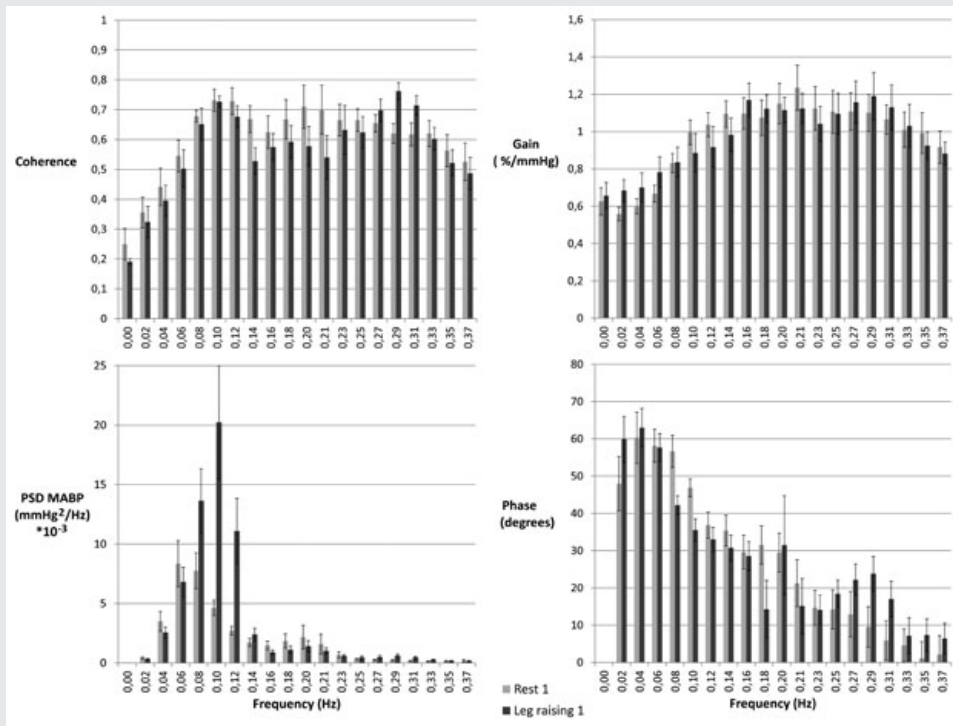 1
0,9
0,8
0,7
0,6
Coherence
0,5
0,4
0,3
0,2
0,1
0
0,00 0,02 0,04 0,06 0,08 0,10 0,12 0,14 0,16 0,18 0,20 0,21 0,23 0,25 0,27 0,29 0,31 0,33 0,35 0,37
1,6
1,4
1,2
Gain
1
( %/mmHg)
0,8
0,6
0,4
0,2
0
0,00 0,02 0,04 0,06 0,08 0,10 0,12 0,14 0,16 0,18 0,20 0,21 0,23 0,25 0,27 0,29 0,31 0,33 0,35 0,37
25
20
15
PSD MABP
(mmHg²/Hz)
*10⁻³
10
5
0
0,00 0,02 0,04 0,06 0,08 0,10 0,12 0,14 0,16 0,18 0,20 0,21 0,23 0,25 0,27 0,29 0,31 0,33 0,35 0,37
Frequency (Hz)
80
70
60
50
Phase
40
(degrees)
30
20
10
0
0,00 0,02 0,04 0,06 0,08 0,10 0,12 0,14 0,16 0,18 0,20 0,21 0,23 0,25 0,27 0,29 0,31 0,33 0,35 0,37
Frequency (Hz)
Rest 1
Leg raising 1